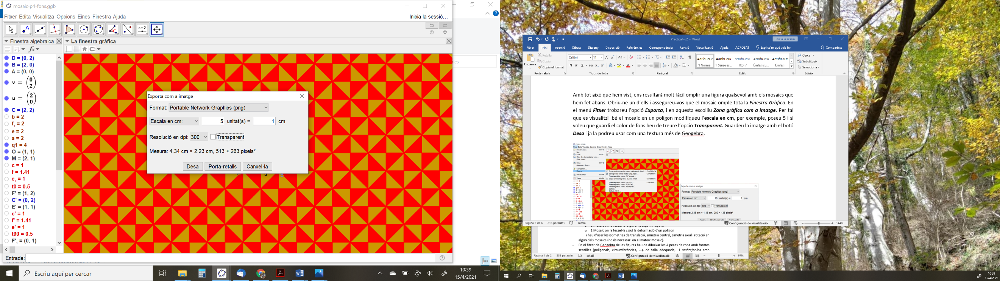 mosaic-p4-fons.ggb
Fitxer Edita Visualitza Opcions Eines Finestra Ajuda
Inicia la sessió...
a = 2
Finestra algebraica
La finestra gràfica
fx
D = (0, 2)
B = (2, 0)
A = (0, 0)
v = (0 2)
u = (2 0)
C = (2, 2)
b = 2
f₁ = 2
e = 2
a = 2
q1 = 4
O = (1, 1)
M = (2, 1)
c = 1
f = 1.41
e₁ = 1
t0 = 0.5
F' = (1, 2)
C' = (0, 2)
E' = (1, 1)
c' = 1
f' = 1.41
e' = 1
t90 = 0.5
F'₁ = (0, 1)
Exporta com a imatge
Format: Portable Network Graphics (png)
Escala en cm: 5 unitat(s) = 1 cm
Resolució en dpi: 300 Transparent
Mesura: 4.34 cm × 2.23 cm, 513 × 263 pixels²
Desa Porta-retalls Cancel·la
u
Entrada:
Escriu aquí per cercar
10:39
15/4/2021
Practica4-v2 - Word
Inicia la sessió
Fitxer Inici Inserció Dibuix Disseny Disposició Referències Correspondència Revisió Visualització Ajuda ACROBAT Explica'm què vols fer Comparteix
Enganxa
Retalla
Copia
Copia el format
Porta-retalls
Calibri 11
N K S abc x₂ x²
Tipus de lletra
Paràgraf
AaBbCcDc AaBbCcDc AaBbCcDc AaBbCcDt AaBbCcDt
¶ Normal ¶ Sense es... Títol 7 Èmfasi su... Èmfasi
Estils
Cerca
Substitueix
Selecciona
Edició
Amb tot això que hem vist, ens resultarà molt fàcil omplir una figura qualsevol amb els mosaics que
hem fet abans. Obriu-ne un d'ells i assegureu-vos que el mosaic omple tota la Finestra Gràfica. En
el menú Fitxer trobareu l'opció Exporta, i en aquesta escolliu Zona gràfica com a imatge. Per tal
que es visualitzi bé el mosaic en un polígon modifiqueu l'escala en cm, per exemple, poseu 5 i si
voleu que guardi el color de fons heu de treure l'opció Transparent. Guardeu la imatge amb el botó
Desa i ja la podreu usar com una textura més de Geogebra.
Exporta com a imatge
Format: Portable Network Graphics (png)
Escala en cm: 10 unitat(s) = 1 cm
Resolució en dpi: 300 Transparent
Mesura: 2.45 cm × 1.15 cm, 289 × 135 pixels²
Pàgina 5 de 6 813 paraules català Configuració de visualització 144%
o 1 Mosaic on la tessel·la sigui la deformació d'un polígon
i heu d'usar les isometries de translació, simetria central, simetria axial i rotació en
algun dels mosaics (no és necessari en el mateix mosaic).
- En el fitxer de Geogebra de les figures heu de dibuixar les 4 peces de roba amb formes
senzilles (poligonals, circumferències, ...), de talla adequada, i ombrejar-les amb
Pàgina 1 de 2 336 paraules català Configuració de visualització 97%
10:39
15/4/2021